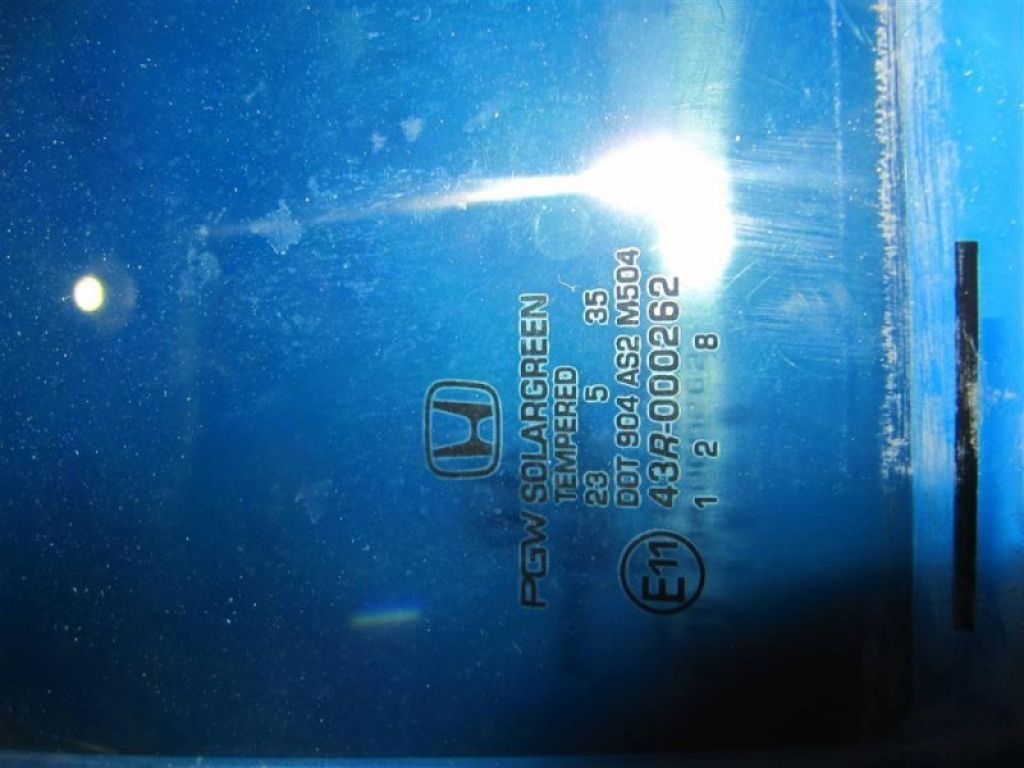 PGW SOLARGREEN
TEMPERED
23 5 35
DOT 904 AS2 M504
E11 43R-000262
1 2 8